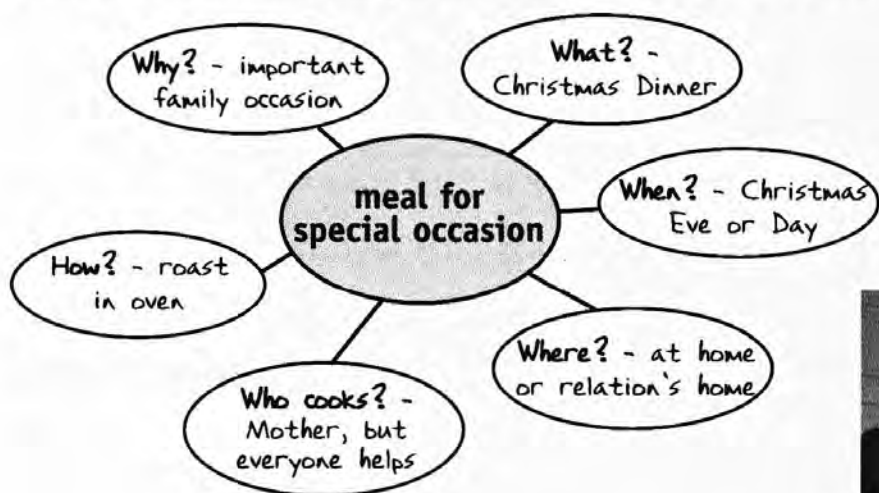 Why? - important
family occasion
What? -
Christmas Dinner
meal for
special occasion
When? - Christmas
Eve or Day
How? - roast
in oven
Where? - at home
or relation's home
Who cooks? -
Mother, but
everyone helps